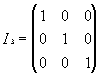 I₃ = (1 0 0
0 1 0
0 0 1)